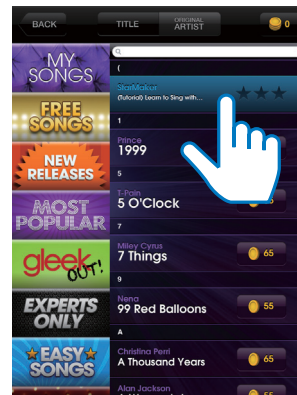 BACK
TITLE
ORIGINAL
ARTIST
0
MY
SONGS
FREE
SONGS
NEW
RELEASES
MOST
POPULAR
gleek
OUT!
EXPERTS
ONLY
EASY
SONGS
(
StarMaker
(Tutorial) Learn to Sing with...
1
Prince
1999
5
T-Pain
5 O'Clock
7
Miley Cyrus
7 Things
65
9
Nena
99 Red Balloons
55
A
Christina Perri
A Thousand Years
65
Alan Jackson